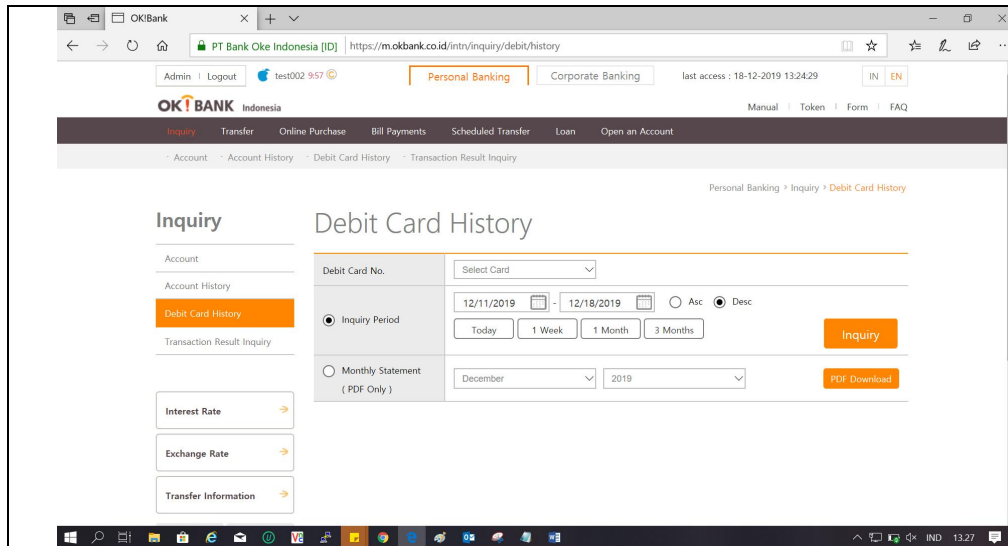 OK!Bank
PT Bank Oke Indonesia [ID] https://m.okbank.co.id/intn/inquiry/debit/history
Admin Logout test002 9:57 Personal Banking Corporate Banking last access : 18-12-2019 13:24:29 IN EN
OK! BANK Indonesia Manual Token Form FAQ
Inquiry Transfer Online Purchase Bill Payments Scheduled Transfer Loan Open an Account
Account Account History Debit Card History Transaction Result Inquiry
Personal Banking > Inquiry > Debit Card History
Inquiry
Debit Card History
Account
Account History
Debit Card History
Transaction Result Inquiry
Debit Card No. Select Card
Inquiry Period 12/11/2019 - 12/18/2019 Asc Desc
Today 1 Week 1 Month 3 Months Inquiry
Monthly Statement
( PDF Only ) December 2019 PDF Download
Interest Rate
Exchange Rate
Transfer Information
IND 13.27